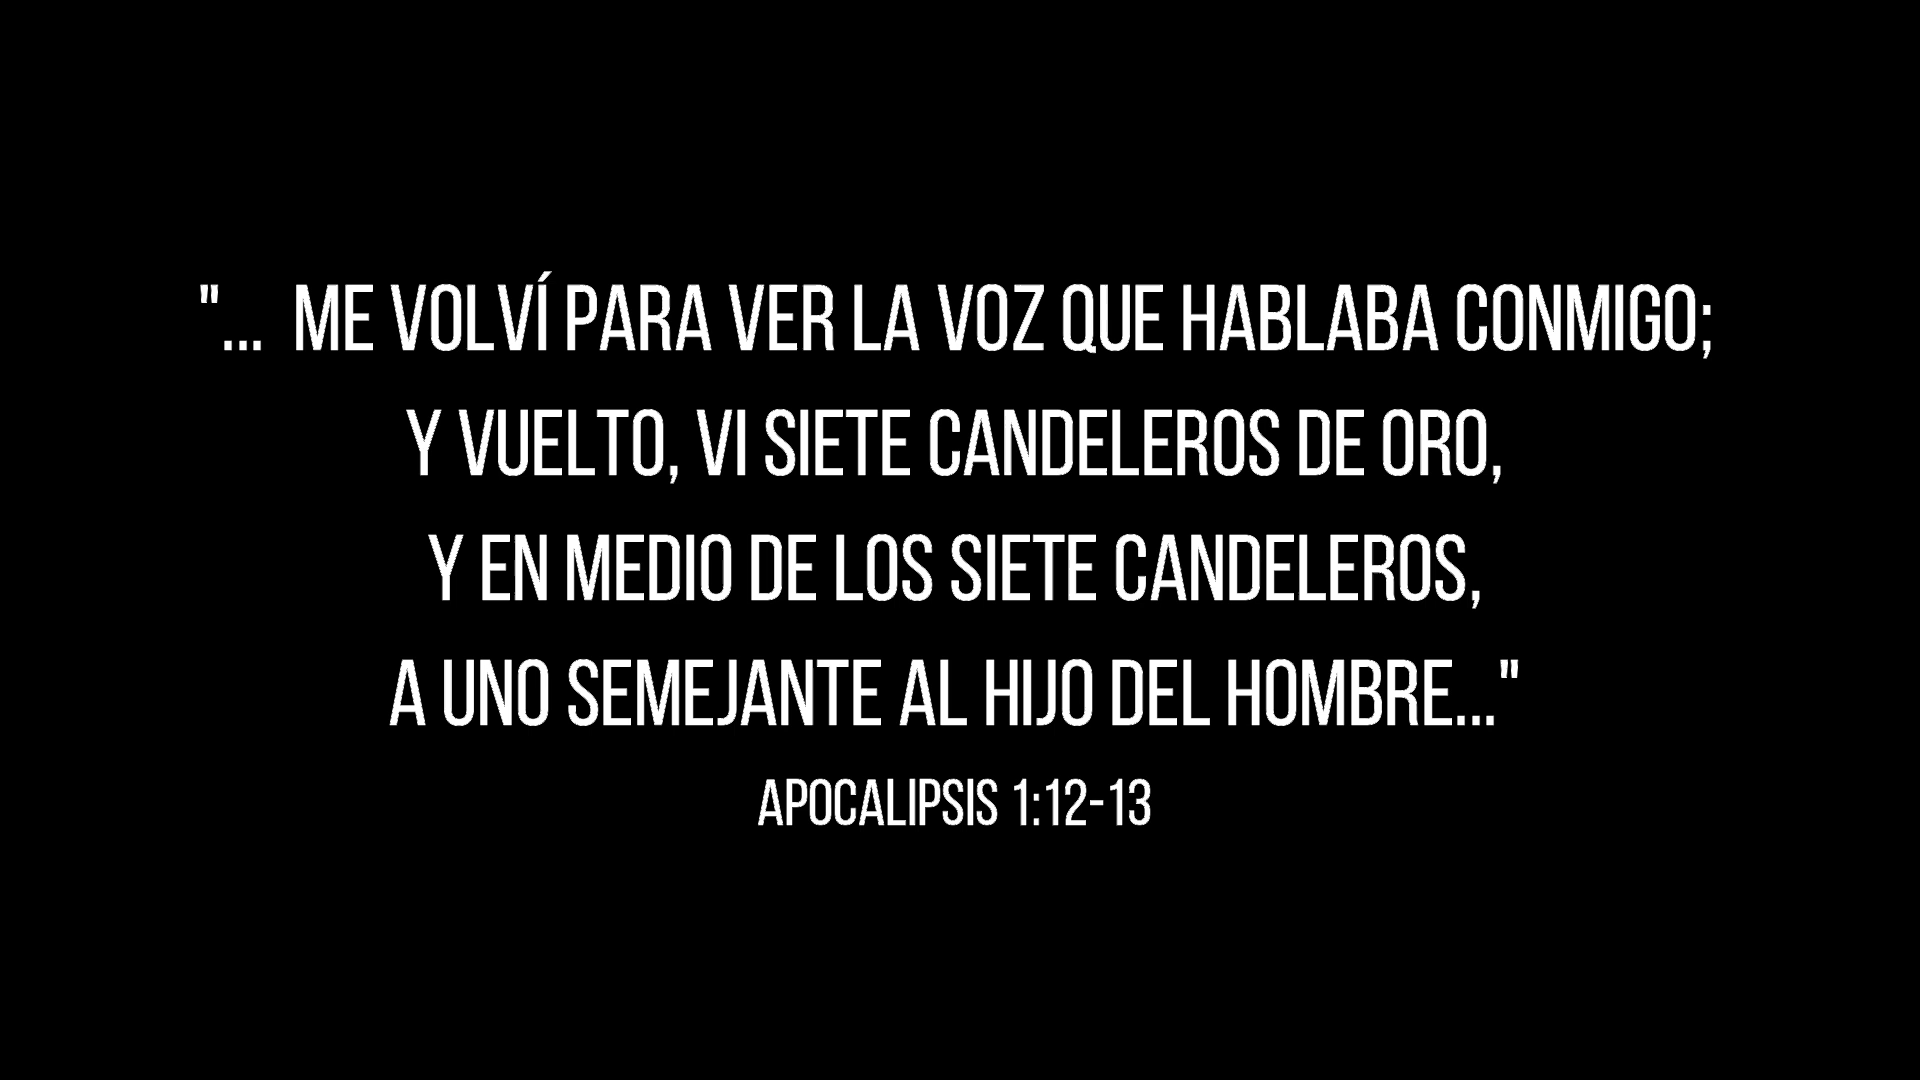 "... ME VOLVÍ PARA VER LA VOZ QUE HABLABA CONMIGO;
Y VUELTO, VI SIETE CANDELEROS DE ORO,
Y EN MEDIO DE LOS SIETE CANDELEROS,
A UNO SEMEJANTE AL HIJO DEL HOMBRE..."
APOCALIPSIS 1:12-13